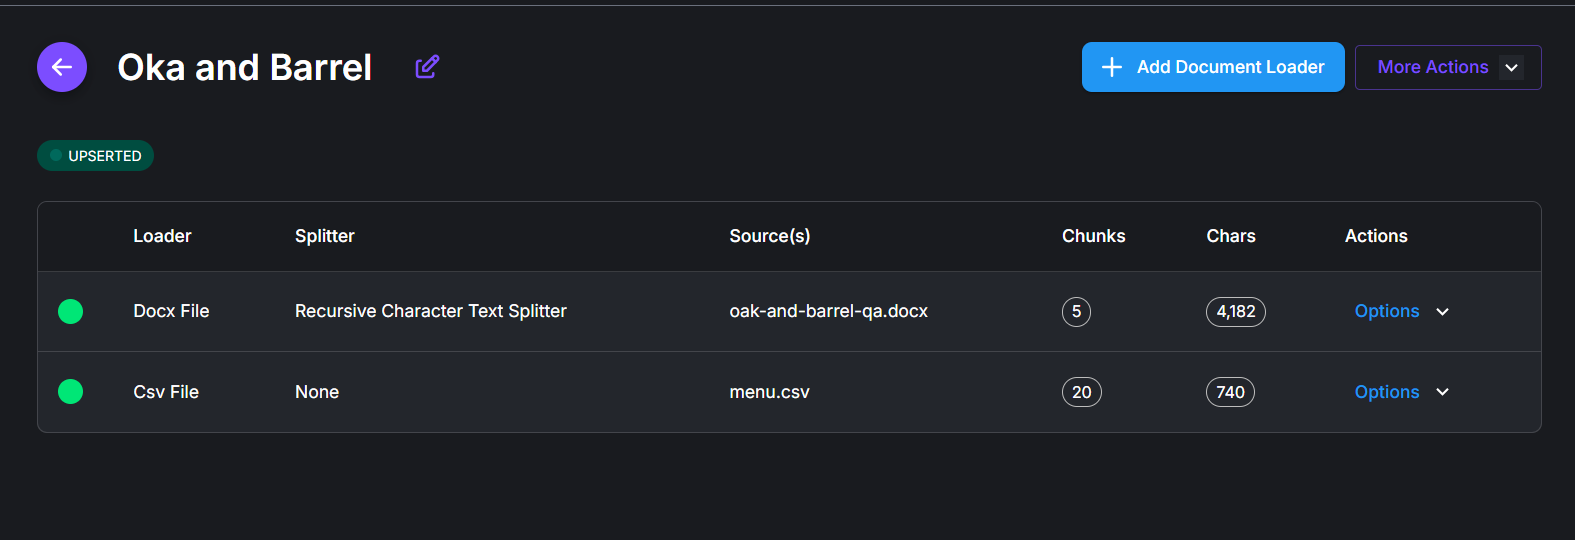 Oka and Barrel
Add Document Loader
More Actions
UPSERTED
Loader Splitter Source(s) Chunks Chars Actions
Docx File Recursive Character Text Splitter oak-and-barrel-qa.docx 5 4,182 Options
Csv File None menu.csv 20 740 Options